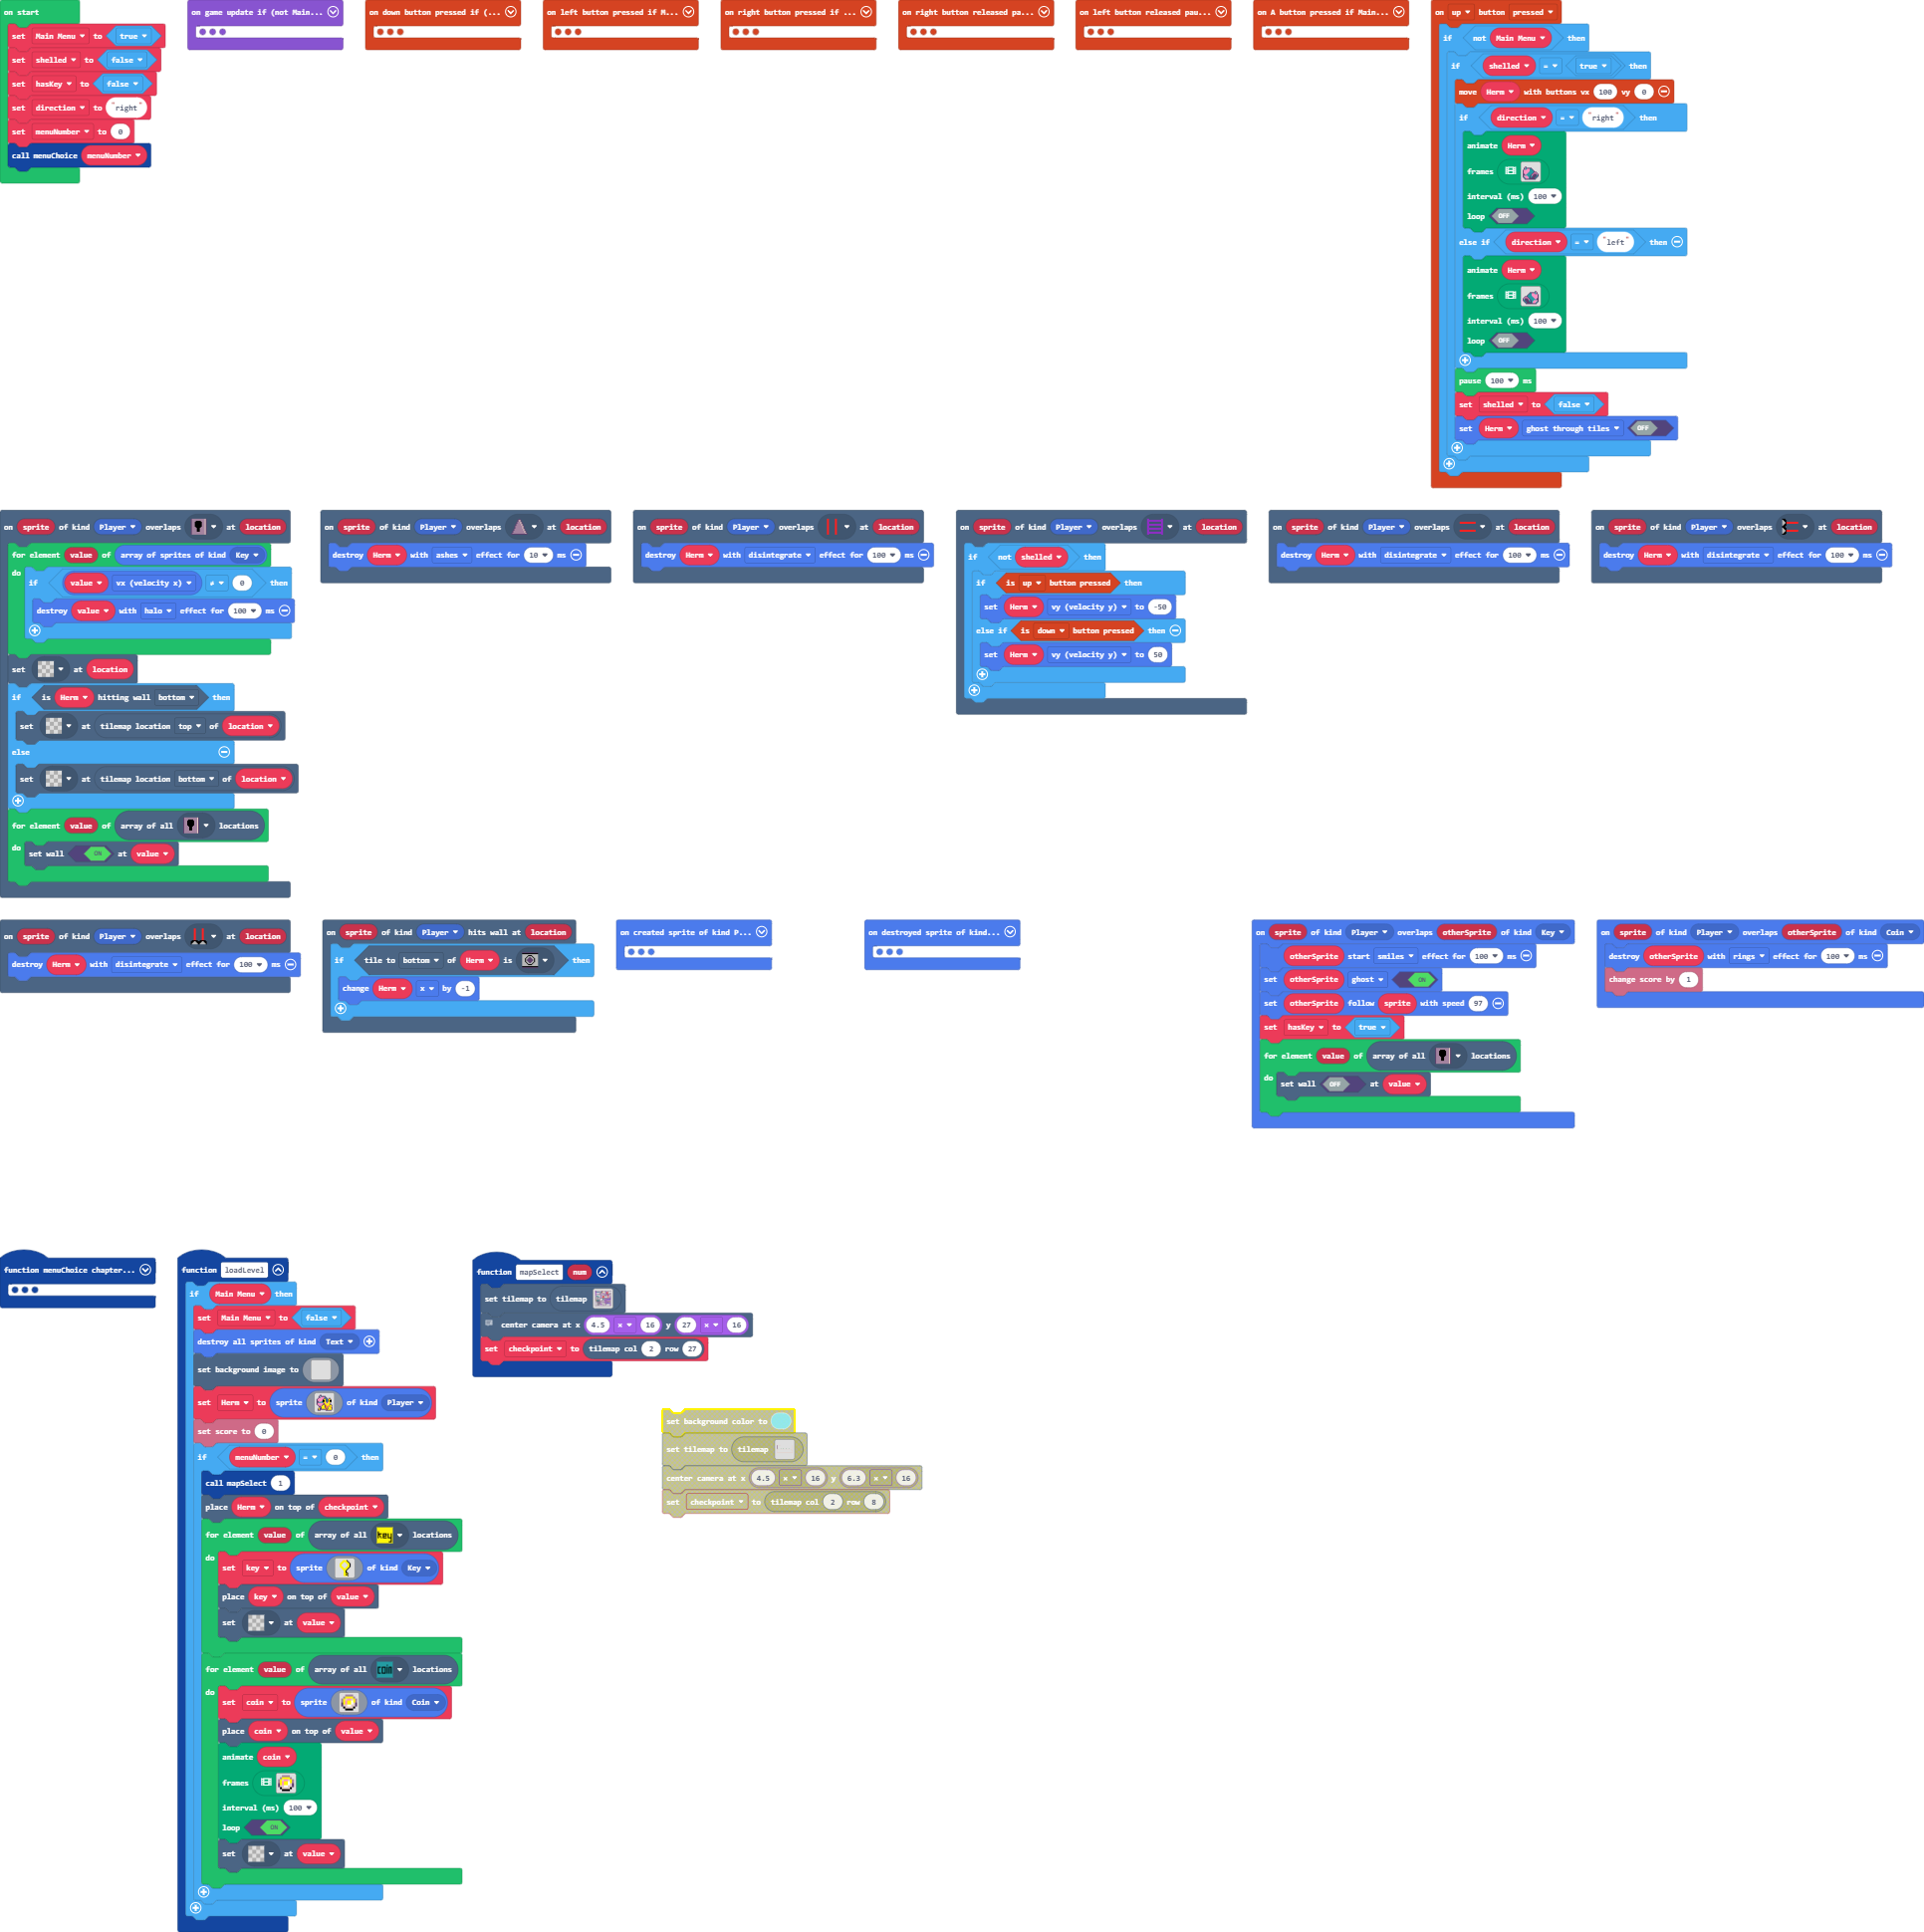 on start
set Main Menu to true
set shelled to false
set hasKey to false
set direction to "right"
set menuNumber to 0
call menuChoice menuNumber
on game update if (not Main...
on down button pressed if (...
on left button pressed if M...
on right button pressed if ...
on right button released pa...
on left button released pau...
on A button pressed if Main...
on up button pressed
if not Main Menu then
if shelled = true then
move Herm with buttons vx 100 vy 0
if direction = "right" then
animate Herm
frames
interval (ms) 100
loop OFF
else if direction = "left" then
animate Herm
frames
interval (ms) 100
loop OFF
pause 100 ms
set shelled to false
set Herm ghost through tiles OFF
on sprite of kind Player overlaps at location
for element value of array of sprites of kind Key
do
if value vx (velocity x) ≠ 0 then
destroy value with halo effect for 100 ms
set at location
if is Herm hitting wall bottom then
set at tilemap location top of location
else
set at tilemap location bottom of location
for element value of array of all locations
do
set wall ON at value
on sprite of kind Player overlaps at location
destroy Herm with ashes effect for 10 ms
on sprite of kind Player overlaps at location
destroy Herm with disintegrate effect for 100 ms
on sprite of kind Player overlaps at location
if not shelled then
if is up button pressed then
set Herm vy (velocity y) to -50
else if is down button pressed then
set Herm vy (velocity y) to 50
on sprite of kind Player overlaps at location
destroy Herm with disintegrate effect for 100 ms
on sprite of kind Player overlaps at location
destroy Herm with disintegrate effect for 100 ms
on sprite of kind Player overlaps at location
destroy Herm with disintegrate effect for 100 ms
on sprite of kind Player hits wall at location
if tile to bottom of Herm is then
change Herm x by -1
on created sprite of kind P...
on destroyed sprite of kind...
on sprite of kind Player overlaps otherSprite of kind Key
otherSprite start smiles effect for 100 ms
set otherSprite ghost ON
set otherSprite follow sprite with speed 97
set hasKey to true
for element value of array of all locations
do
set wall OFF at value
on sprite of kind Player overlaps otherSprite of kind Coin
destroy otherSprite with rings effect for 100 ms
change score by 1
function menuChoice chapter...
function loadLevel
if Main Menu then
set Main Menu to false
destroy all sprites of kind Text
set background image to
set Herm to sprite of kind Player
set score to 0
if menuNumber = 0 then
call mapSelect 1
place Herm on top of checkpoint
for element value of array of all key locations
do
set key to sprite of kind Key
place key on top of value
set at value
for element value of array of all coin locations
do
set coin to sprite of kind Coin
place coin on top of value
animate coin
frames
interval (ms) 100
loop ON
set at value
function mapSelect num
set tilemap to tilemap
center camera at x 4.5 × 16 y 27 × 16
set checkpoint to tilemap col 2 row 27
set background color to
set tilemap to tilemap
center camera at x 4.5 × 16 y 6.3 × 16
set checkpoint to tilemap col 2 row 8